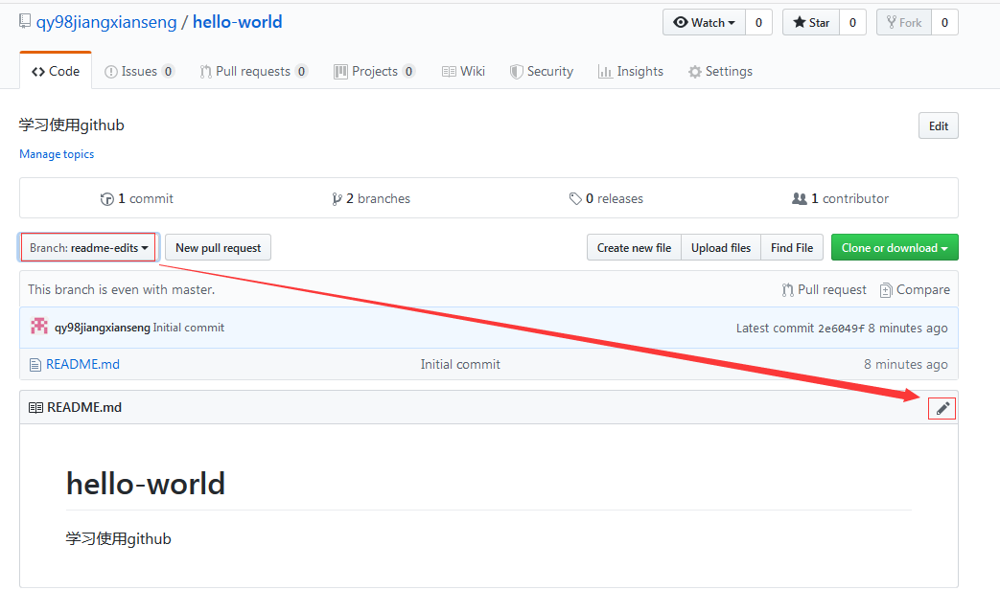 qy98jiangxianseng / hello-world Watch 0 Star 0 Fork 0
Code Issues 0 Pull requests 0 Projects 0 Wiki Security Insights Settings
学习使用github Edit
Manage topics
1 commit 2 branches 0 releases 1 contributor
Branch: readme-edits New pull request Create new file Upload files Find File Clone or download
This branch is even with master. Pull request Compare
qy98jiangxianseng Initial commit Latest commit 2e6049f 8 minutes ago
README.md Initial commit 8 minutes ago
README.md
hello-world
学习使用github